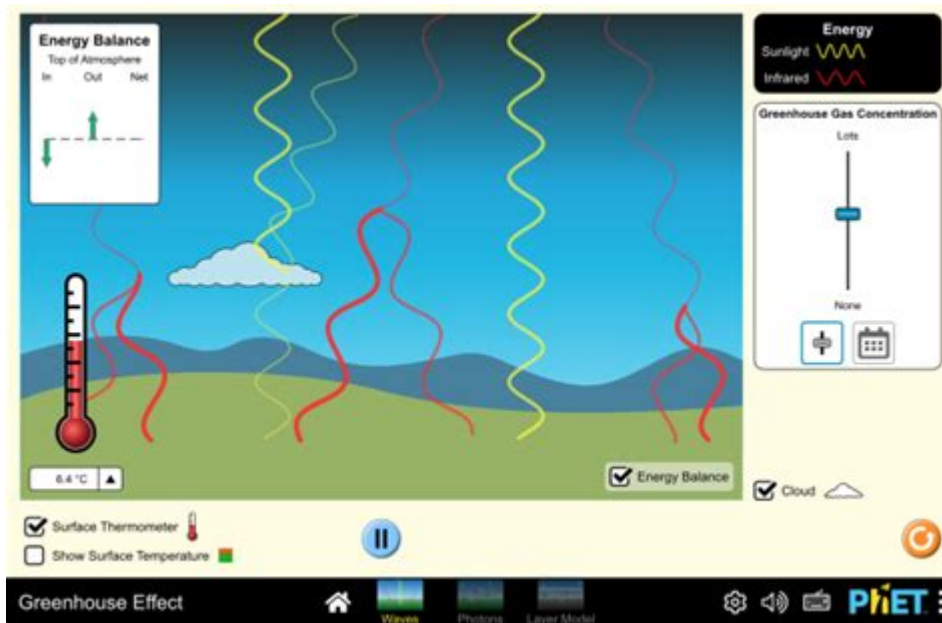 Energy Balance
Top of Atmosphere
In Out Net
Energy
Sunlight
Infrared
Greenhouse Gas Concentration
Lots
None
6.4 °C
Energy Balance
Cloud
Surface Thermometer
Show Surface Temperature
Greenhouse Effect
Waves
Photons
Layer Model
PhET